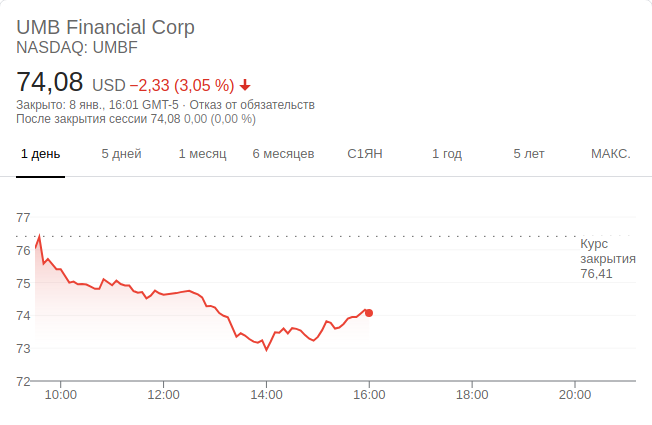 UMB Financial Corp
NASDAQ: UMBF
74,08 USD −2,33 (3,05 %)
Закрыто: 8 янв., 16:01 GMT-5 · Отказ от обязательств
После закрытия сессии 74,08 0,00 (0,00 %)
1 день 5 дней 1 месяц 6 месяцев С1ЯН 1 год 5 лет МАКС.
77
76
75
74
73
72
Курс
закрытия
76,41
10:00 12:00 14:00 16:00 18:00 20:00